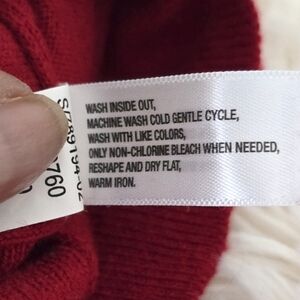 WASH INSIDE OUT,
MACHINE WASH COLD GENTLE CYCLE,
WASH WITH LIKE COLORS,
ONLY NON-CHLORINE BLEACH WHEN NEEDED,
RESHAPE AND DRY FLAT,
WARM IRON.